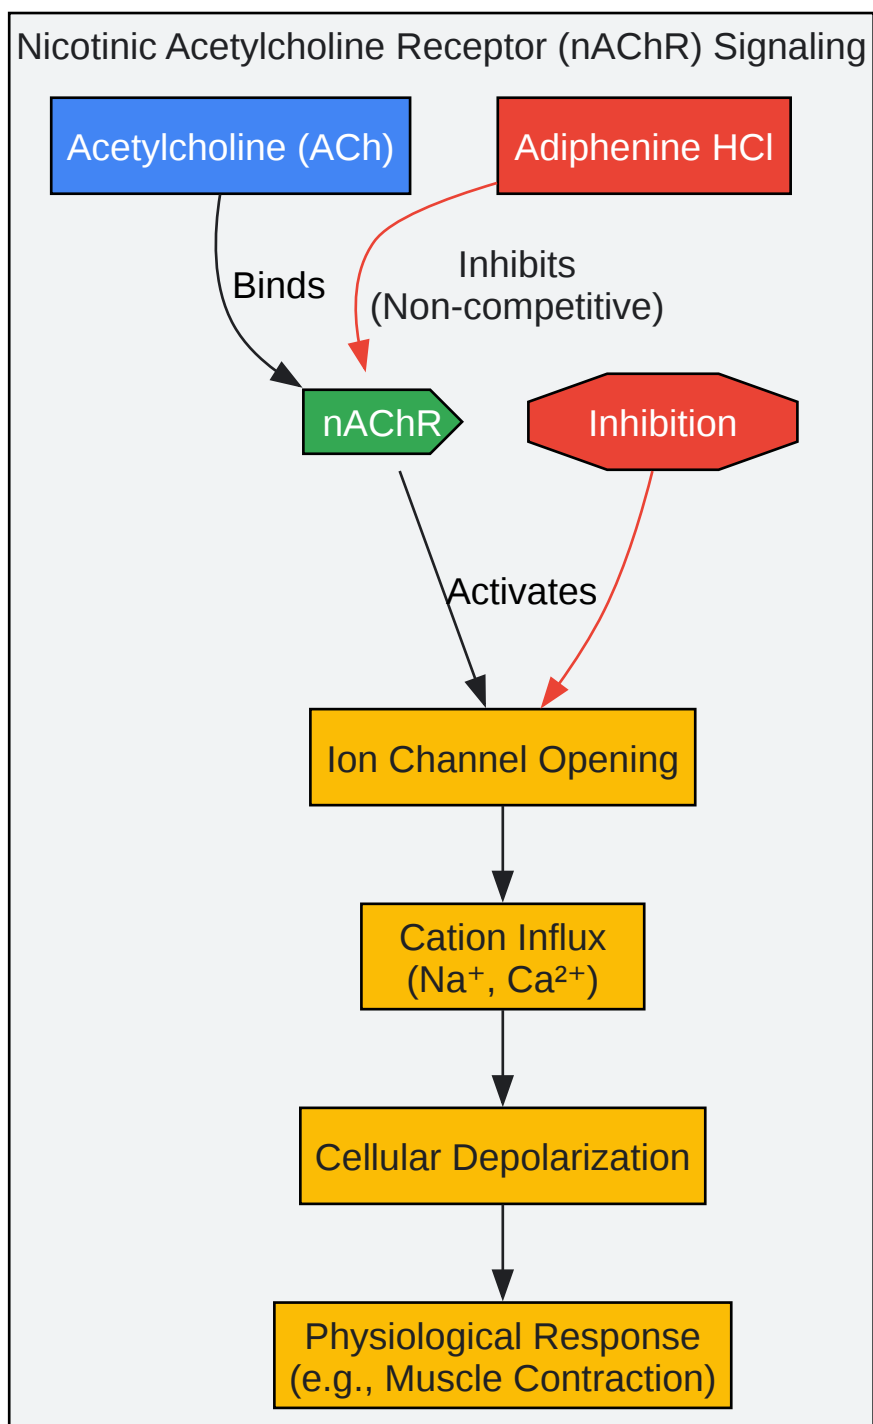 Nicotinic Acetylcholine Receptor (nAChR) Signaling
Acetylcholine (ACh)
Adiphenine HCl
Binds
Inhibits
(Non-competitive)
nAChR
Inhibition
Activates
Ion Channel Opening
Cation Influx
(Na⁺, Ca²⁺)
Cellular Depolarization
Physiological Response
(e.g., Muscle Contraction)